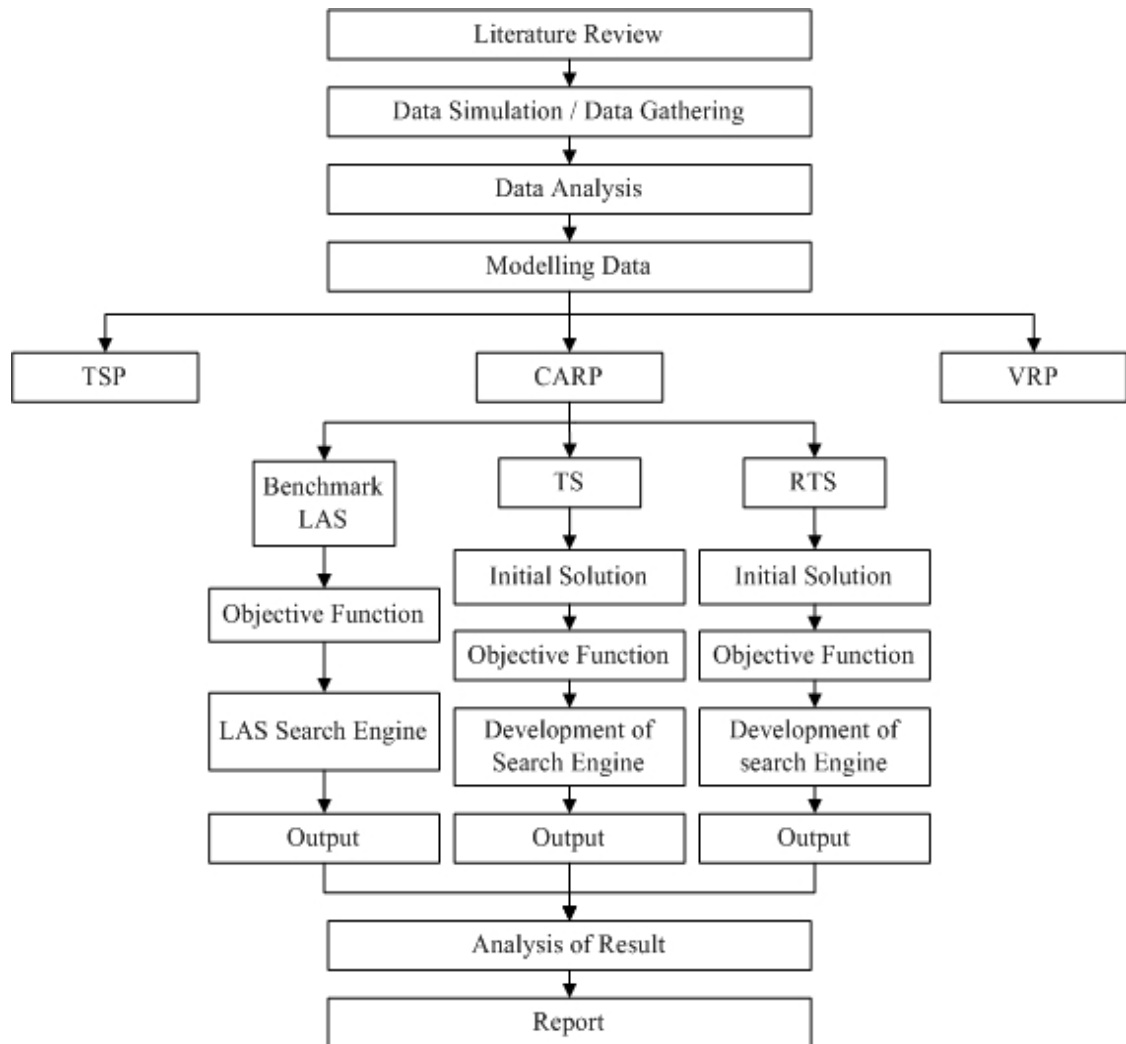 Literature Review
Data Simulation / Data Gathering
Data Analysis
Modelling Data
TSP
CARP
VRP
Benchmark
LAS
TS
RTS
Initial Solution
Initial Solution
Objective Function
Objective Function
Objective Function
LAS Search Engine
Development of
Search Engine
Development of
search Engine
Output
Output
Output
Analysis of Result
Report